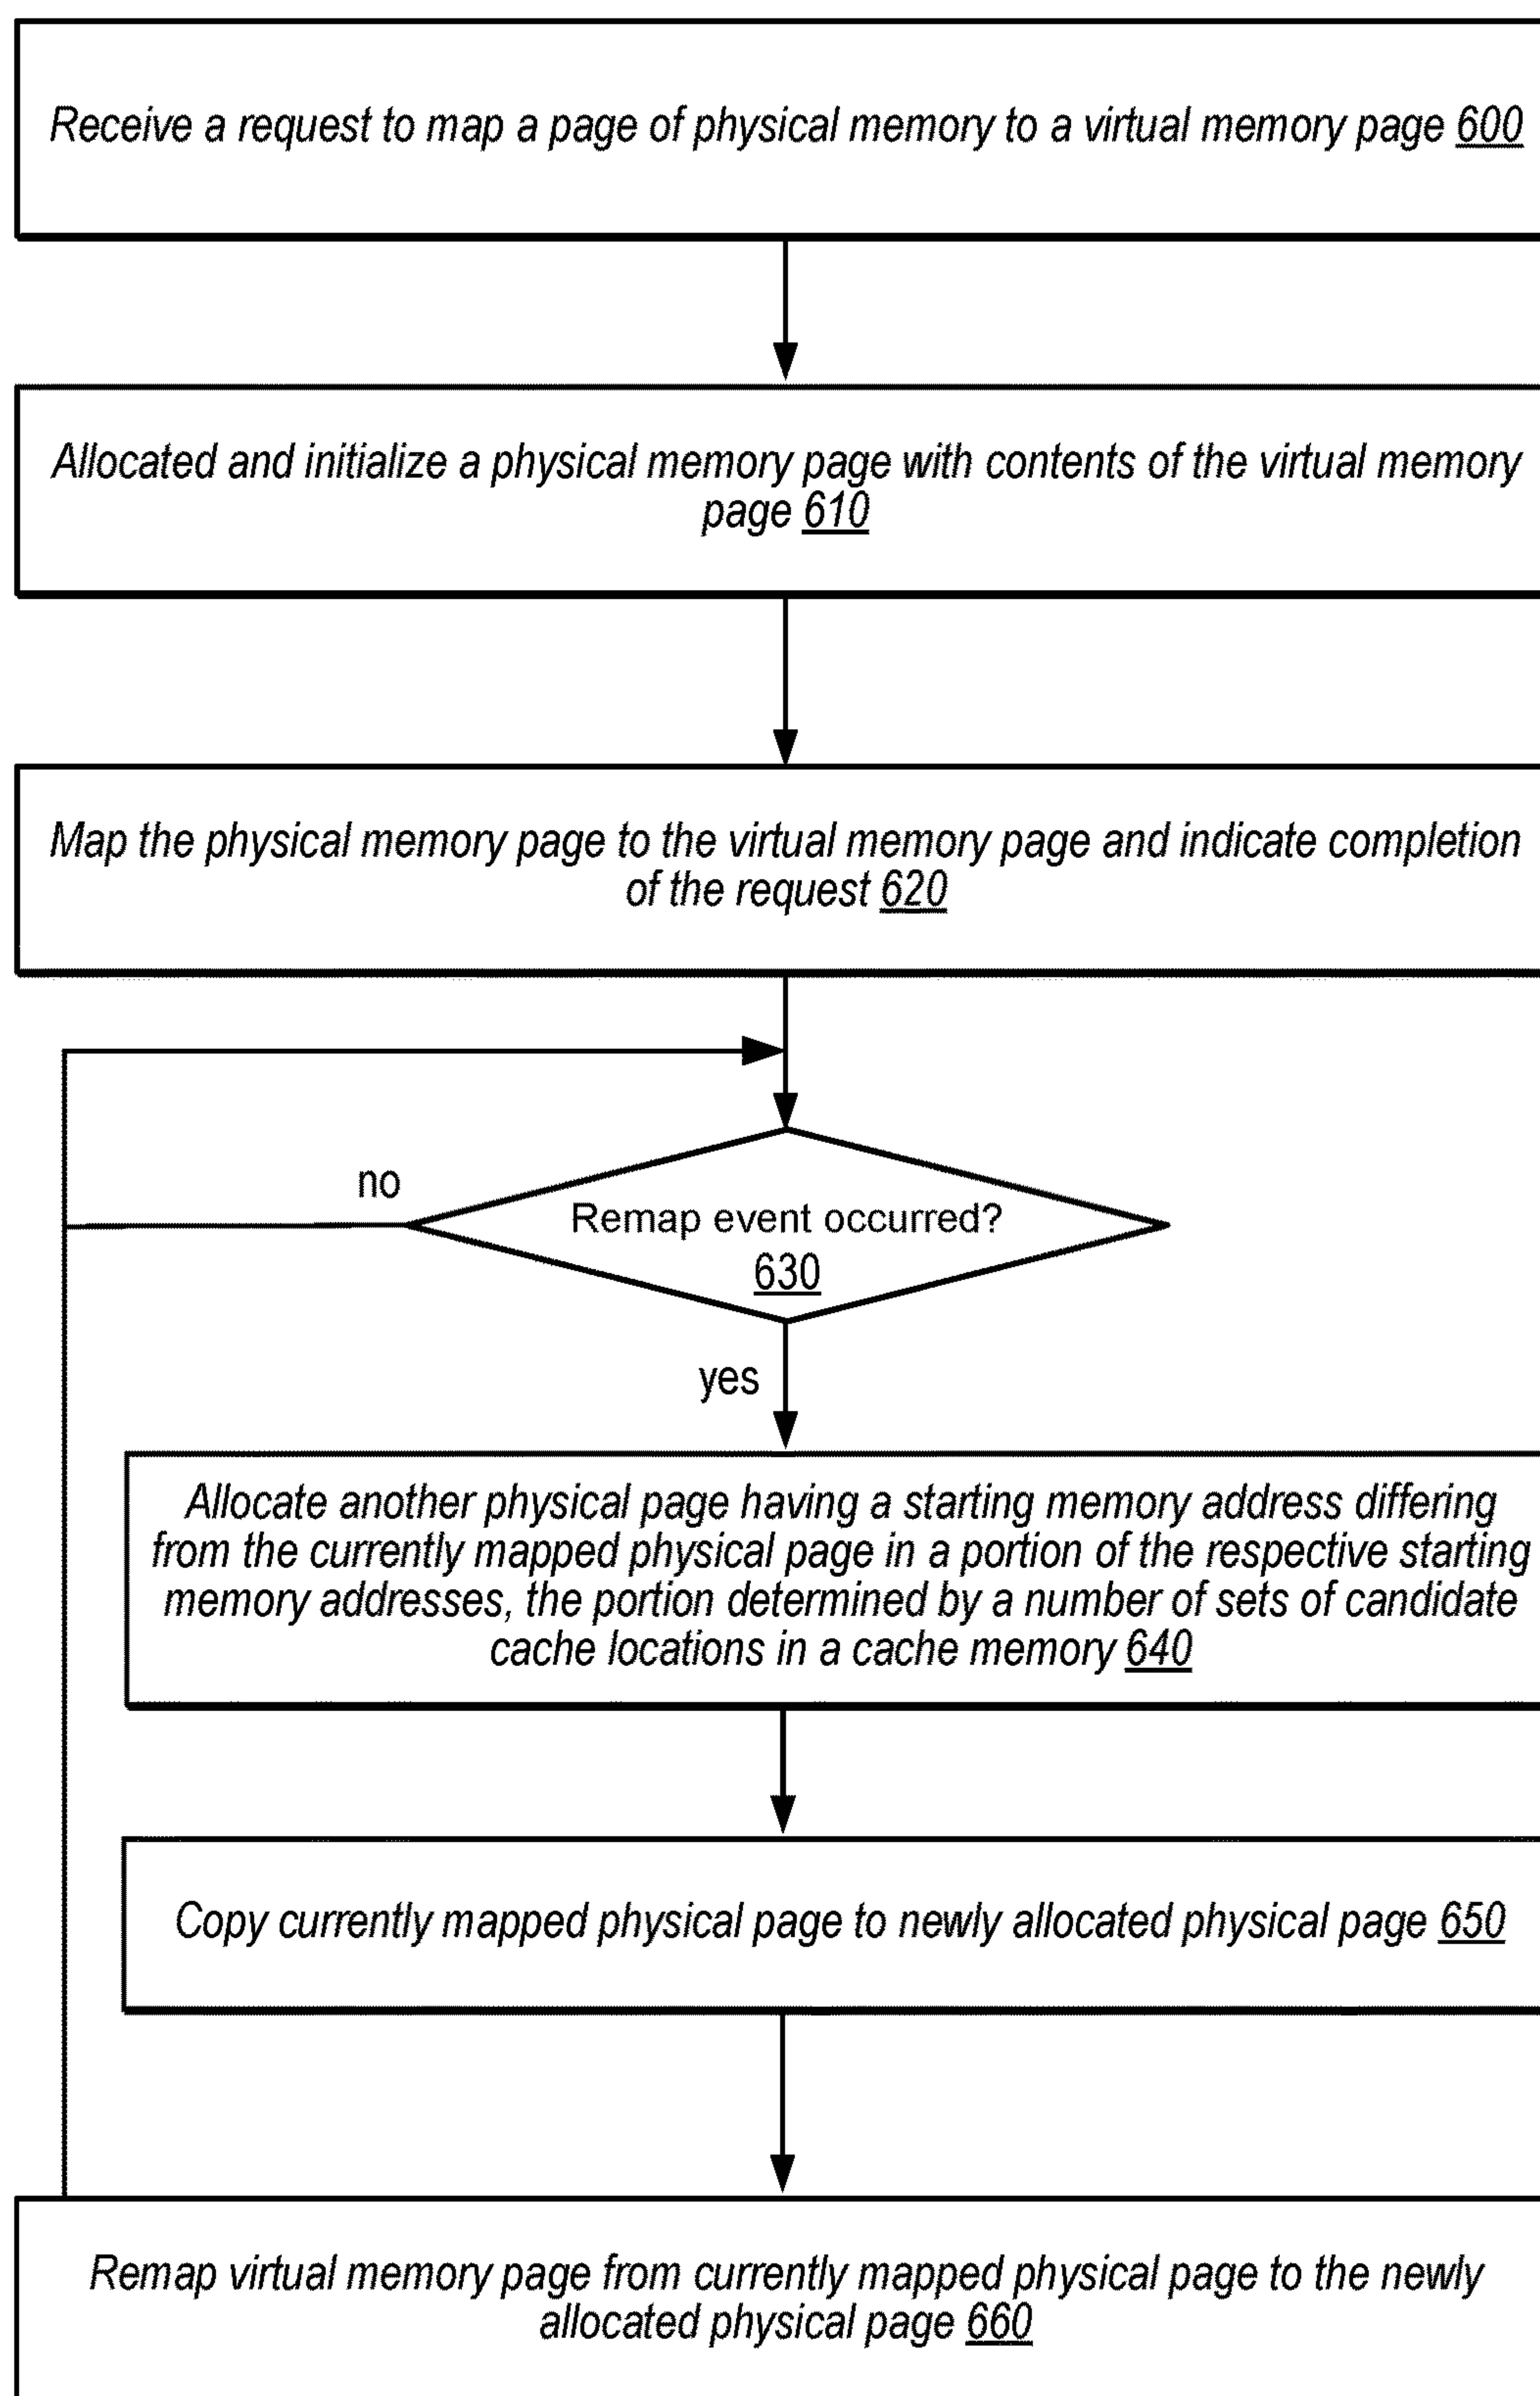 Receive a request to map a page of physical memory to a virtual memory page 600
Allocated and initialize a physical memory page with contents of the virtual memory
page 610
Map the physical memory page to the virtual memory page and indicate completion
of the request 620
no
Remap event occurred?
630
yes
Allocate another physical page having a starting memory address differing
from the currently mapped physical page in a portion of the respective starting
memory addresses, the portion determined by a number of sets of candidate
cache locations in a cache memory 640
Copy currently mapped physical page to newly allocated physical page 650
Remap virtual memory page from currently mapped physical page to the newly
allocated physical page 660